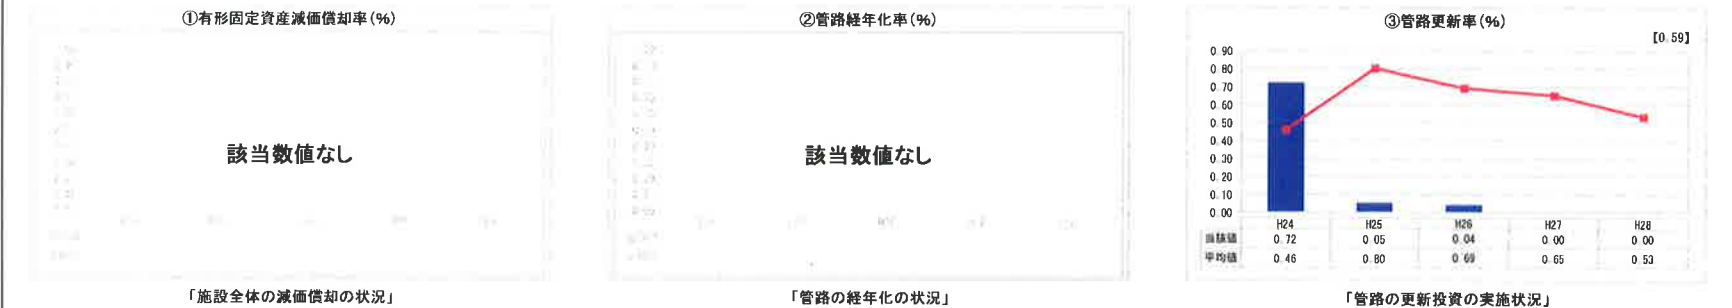 ①有形固定資産減価償却率(%)
該当数値なし
「施設全体の減価償却の状況」
②管路経年化率(%)
該当数値なし
「管路の経年化の状況」
③管路更新率(%)
【0.59】
0.90
0.80
0.70
0.60
0.50
0.40
0.30
0.20
0.10
0.00
H24 H25 H26 H27 H28
当該値 0.72 0.05 0.04 0.00 0.00
平均値 0.46 0.80 0.69 0.65 0.53
「管路の更新投資の実施状況」